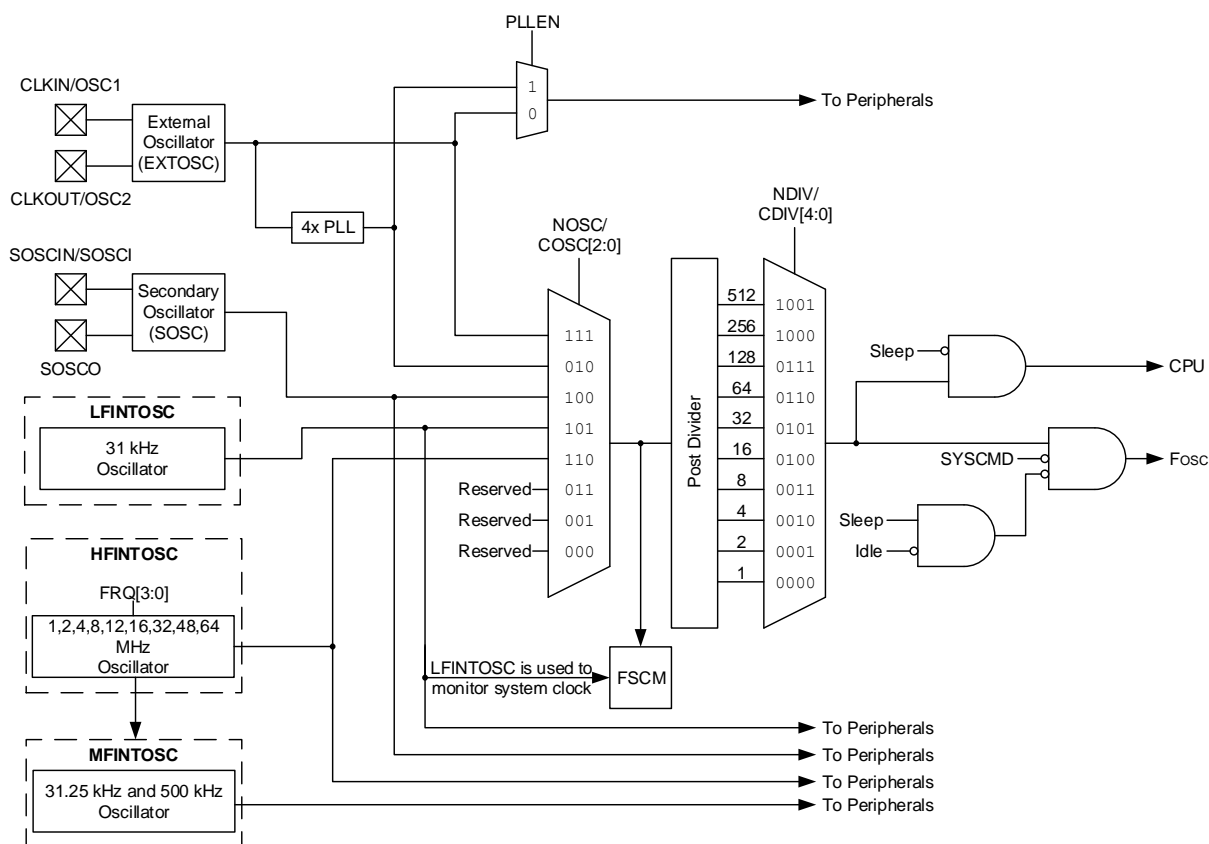 PLLEN
CLKIN/OSC1
1
0
To Peripherals
External
Oscillator
(EXTOSC)
CLKOUT/OSC2
4x PLL
NOSC/
COSC[2:0]
NDIV/
CDIV[4:0]
SOSCIN/SOSCI
Secondary
Oscillator
(SOSC)
SOSCO
LFINTOSC
31 kHz
Oscillator
111
010
100
101
110
Reserved 011
Reserved 001
Reserved 000
Post Divider
512 1001
256 1000
128 0111
64 0110
32 0101
16 0100
8 0011
4 0010
2 0001
1 0000
Sleep
CPU
SYSCMD
Fosc
Sleep
Idle
HFINTOSC
FRQ[3:0]
1,2,4,8,12,16,32,48,64
MHz
Oscillator
LFINTOSC is used to
monitor system clock
FSCM
MFINTOSC
31.25 kHz and 500 kHz
Oscillator
To Peripherals
To Peripherals
To Peripherals
To Peripherals